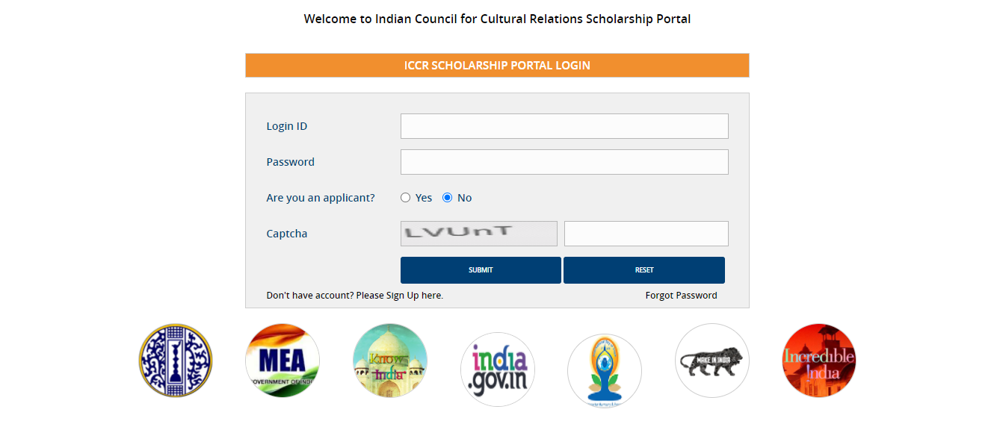 Welcome to Indian Council for Cultural Relations Scholarship Portal
ICCR SCHOLARSHIP PORTAL LOGIN
Login ID
Password
Are you an applicant? Yes No
Captcha LVUnT
SUBMIT RESET
Don't have account? Please Sign Up here. Forgot Password
MEA
GOVERNMENT OF INDI
Know
India
india
.gov.in
MAKE IN INDIA
Incredible
India